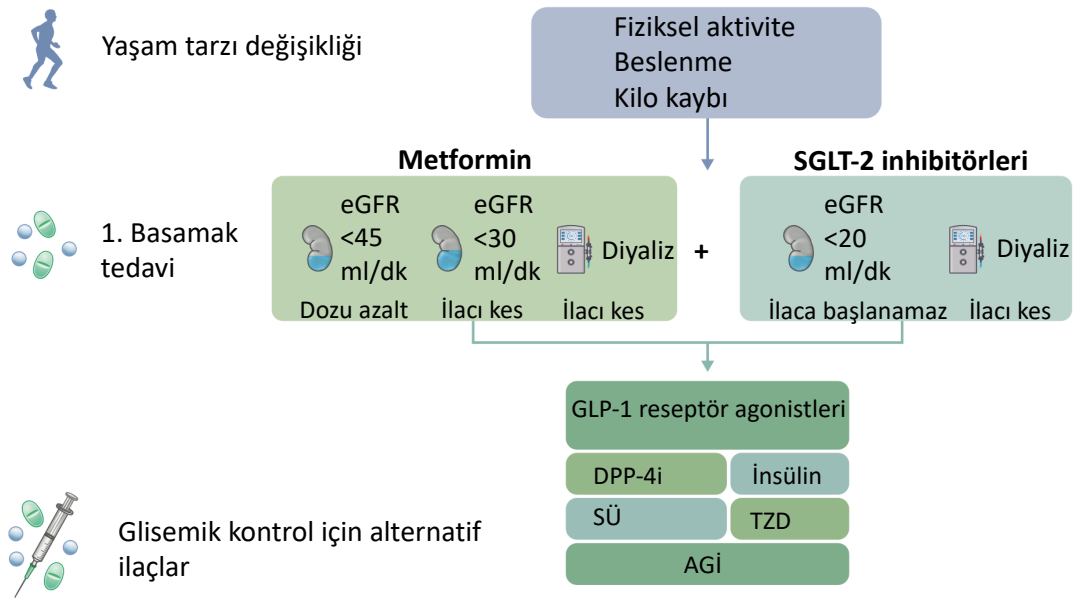 Yaşam tarzı değişikliği
Fiziksel aktivite
Beslenme
Kilo kaybı
Metformin
SGLT-2 inhibitörleri
1. Basamak
tedavi
eGFR
<45
ml/dk
Dozu azalt
eGFR
<30
ml/dk
İlacı kes
Diyaliz
İlacı kes
+
eGFR
<20
ml/dk
İlaca başlanamaz
Diyaliz
İlacı kes
GLP-1 reseptör agonistleri
DPP-4i
İnsülin
SÜ
TZD
AGİ
Glisemik kontrol için alternatif
ilaçlar